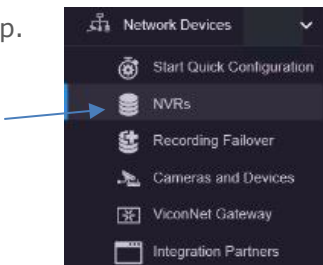 p.
Network Devices
Start Quick Configuration
NVRs
Recording Failover
Cameras and Devices
ViconNet Gateway
Integration Partners